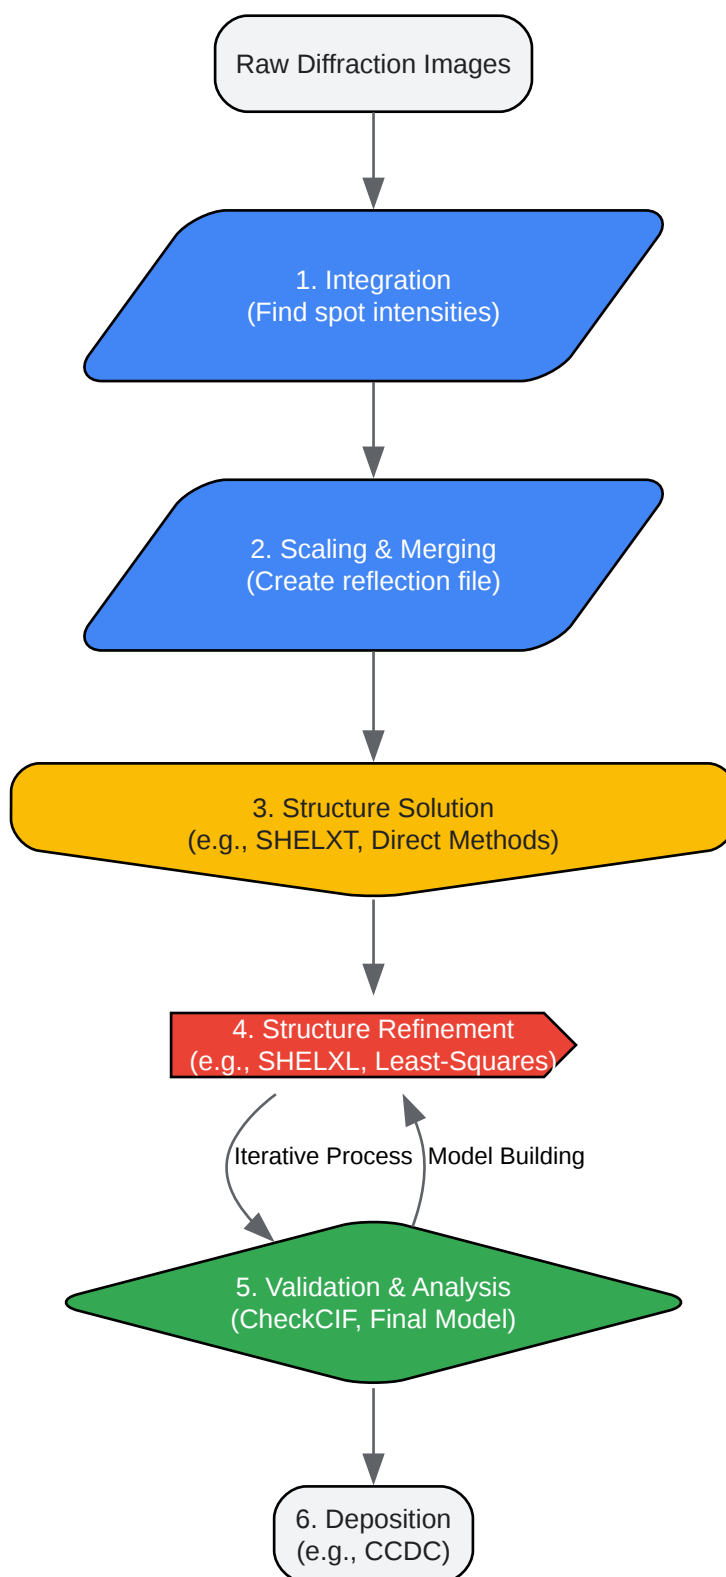 Raw Diffraction Images
1. Integration
(Find spot intensities)
2. Scaling & Merging
(Create reflection file)
3. Structure Solution
(e.g., SHELXT, Direct Methods)
4. Structure Refinement
(e.g., SHELXL, Least-Squares)
Iterative Process
Model Building
5. Validation & Analysis
(CheckCIF, Final Model)
6. Deposition
(e.g., CCDC)